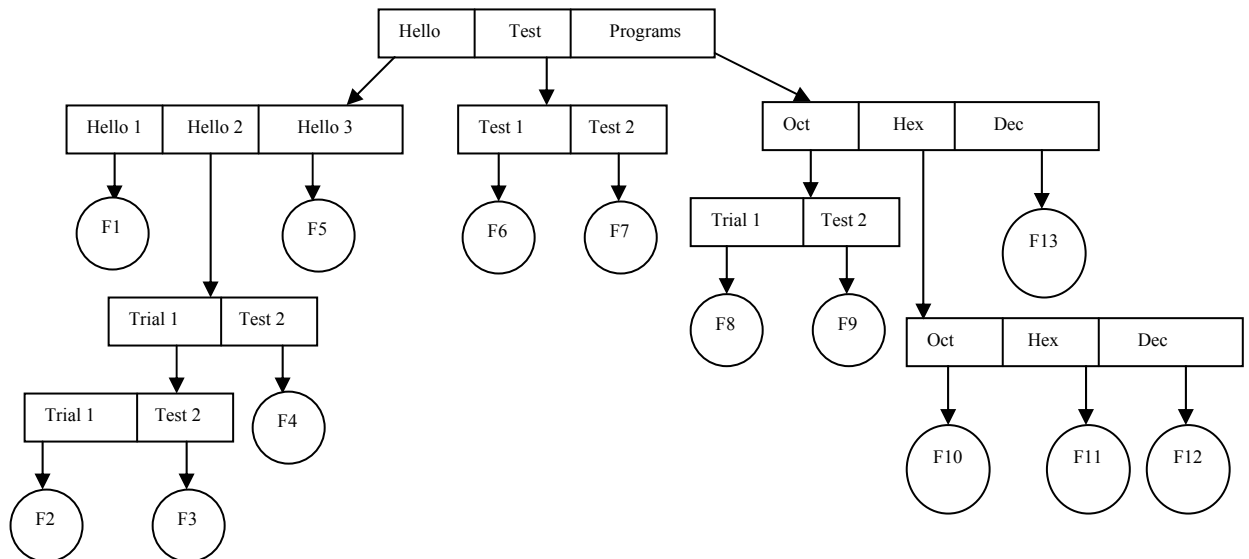 Hello Test Programs
Hello 1 Hello 2 Hello 3
Test 1 Test 2
Oct Hex Dec
F1
F5
F6
F7
Trial 1 Test 2
F13
Trial 1 Test 2
F8
F9
Oct Hex Dec
Trial 1 Test 2
F4
F10
F11
F12
F2
F3